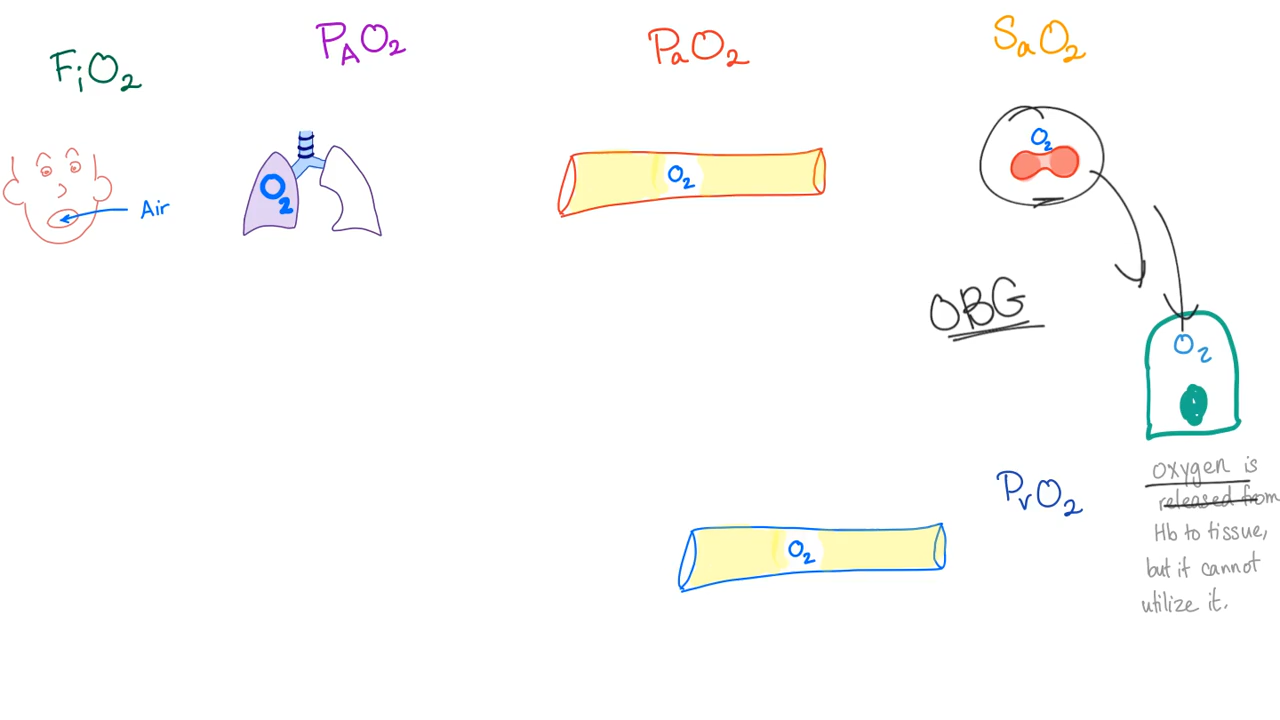 FiO2
PAO2
PaO2
SaO2
O2
Air
O2
O2
OBG
O2
PvO2
O2
oxygen is
released from
Hb to tissue,
but it cannot
utilize it.